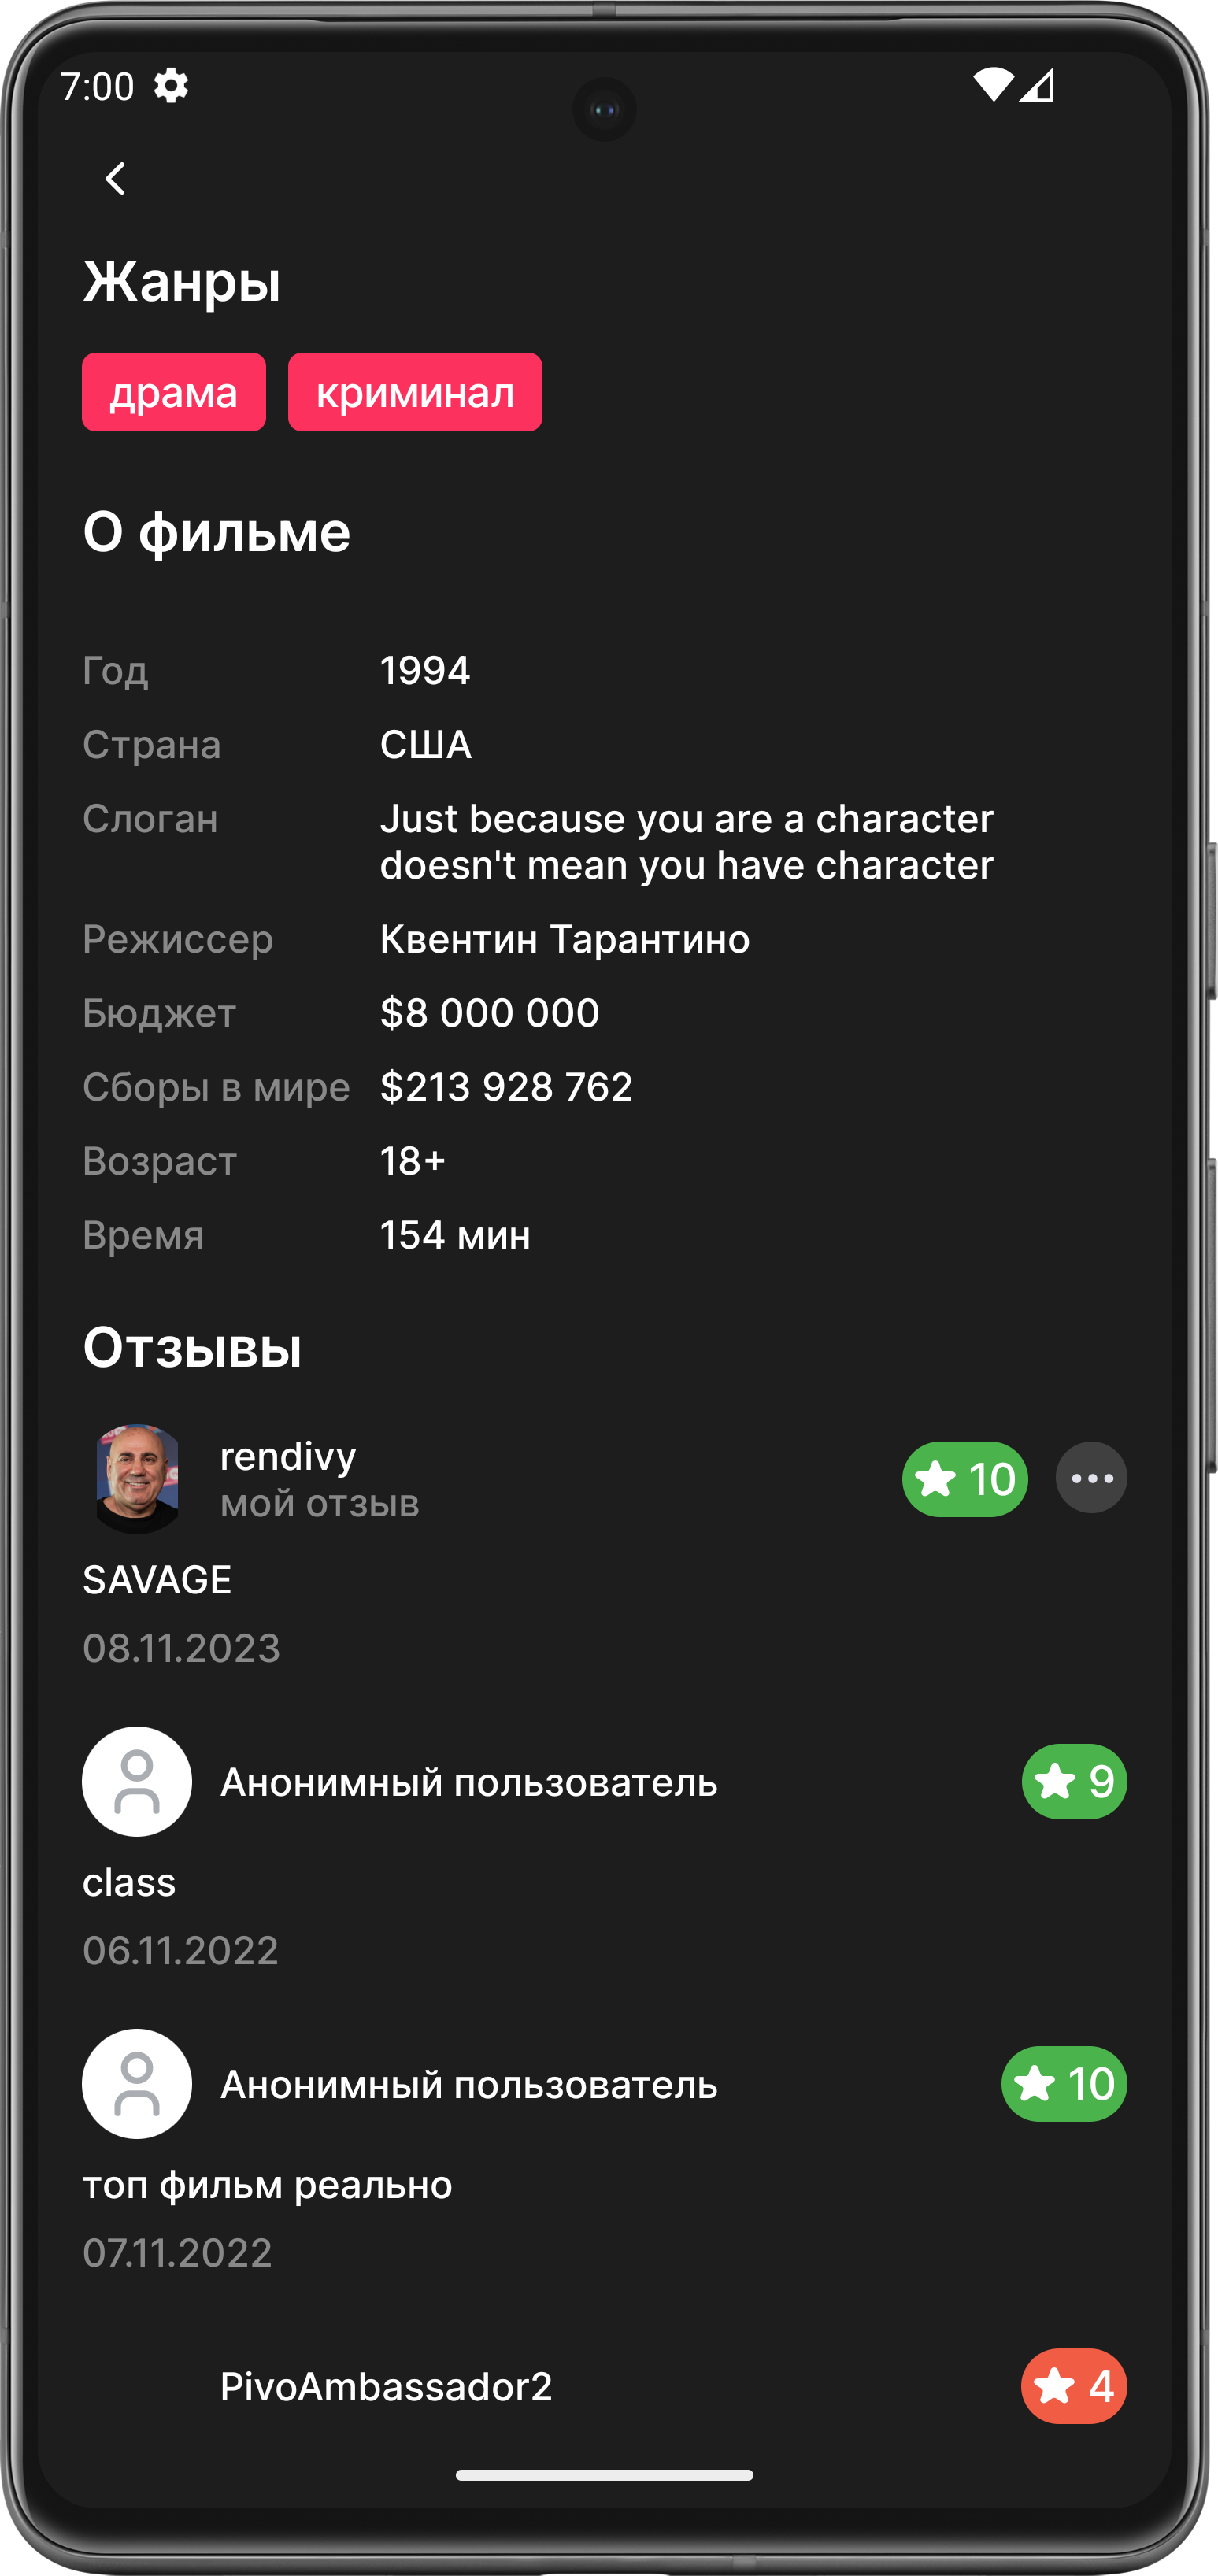 7:00
Жанры
драма криминал
О фильме
Год 1994
Страна США
Слоган Just because you are a character
doesn't mean you have character
Режиссер Квентин Тарантино
Бюджет $8 000 000
Сборы в мире $213 928 762
Возраст 18+
Время 154 мин
Отзывы
rendivy 10
мой отзыв
SAVAGE
08.11.2023
Анонимный пользователь 9
class
06.11.2022
Анонимный пользователь 10
топ фильм реально
07.11.2022
PivoAmbassador2 4